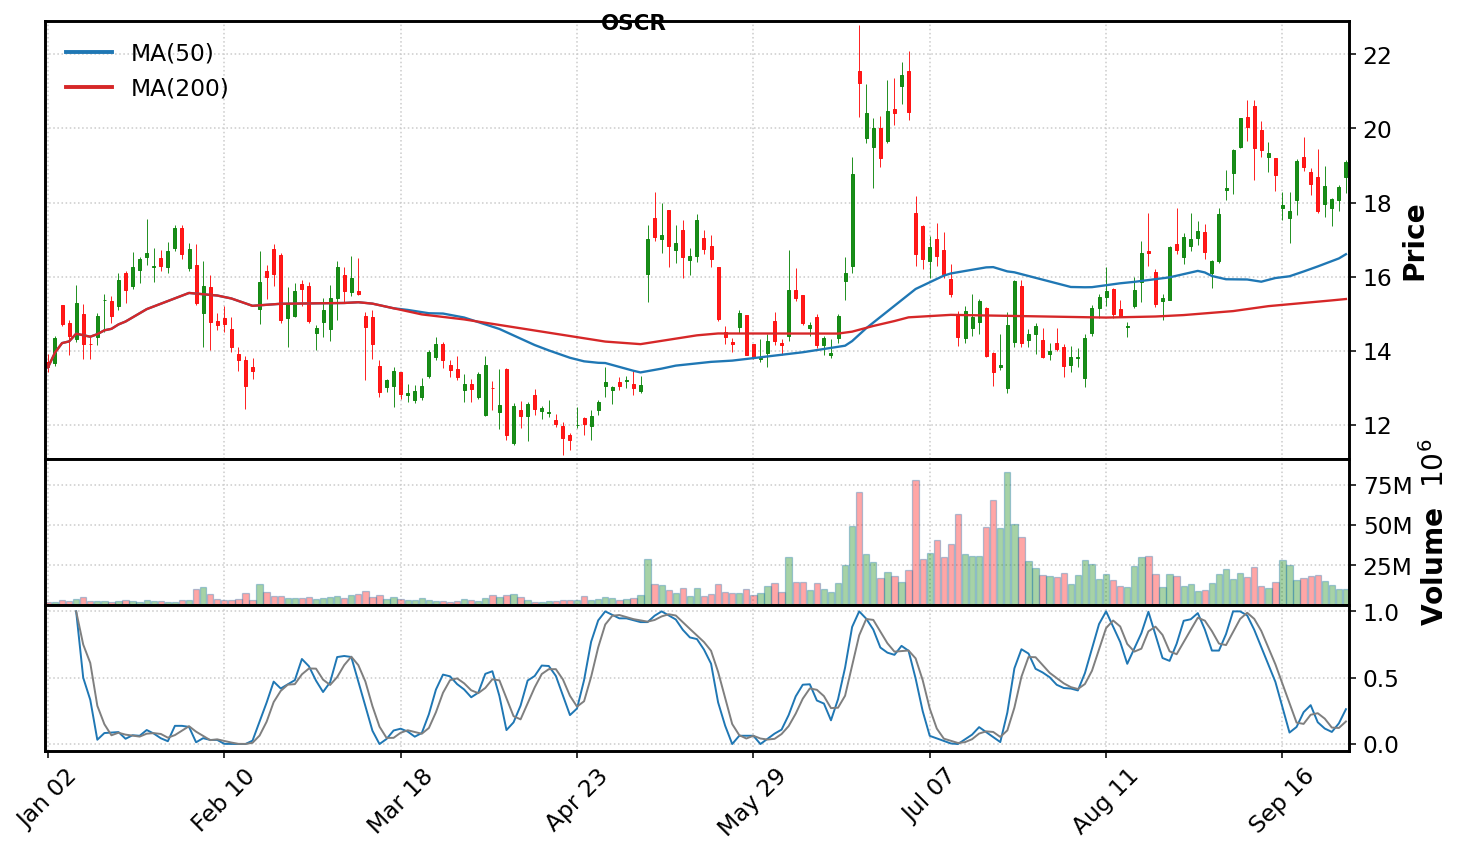 OSCR
MA(50)
MA(200)
22
20
18
16
14
12
Price
75M
50M
25M
Volume 10^6
1.0
0.5
0.0
Jan 02
Feb 10
Mar 18
Apr 23
May 29
Jul 07
Aug 11
Sep 16